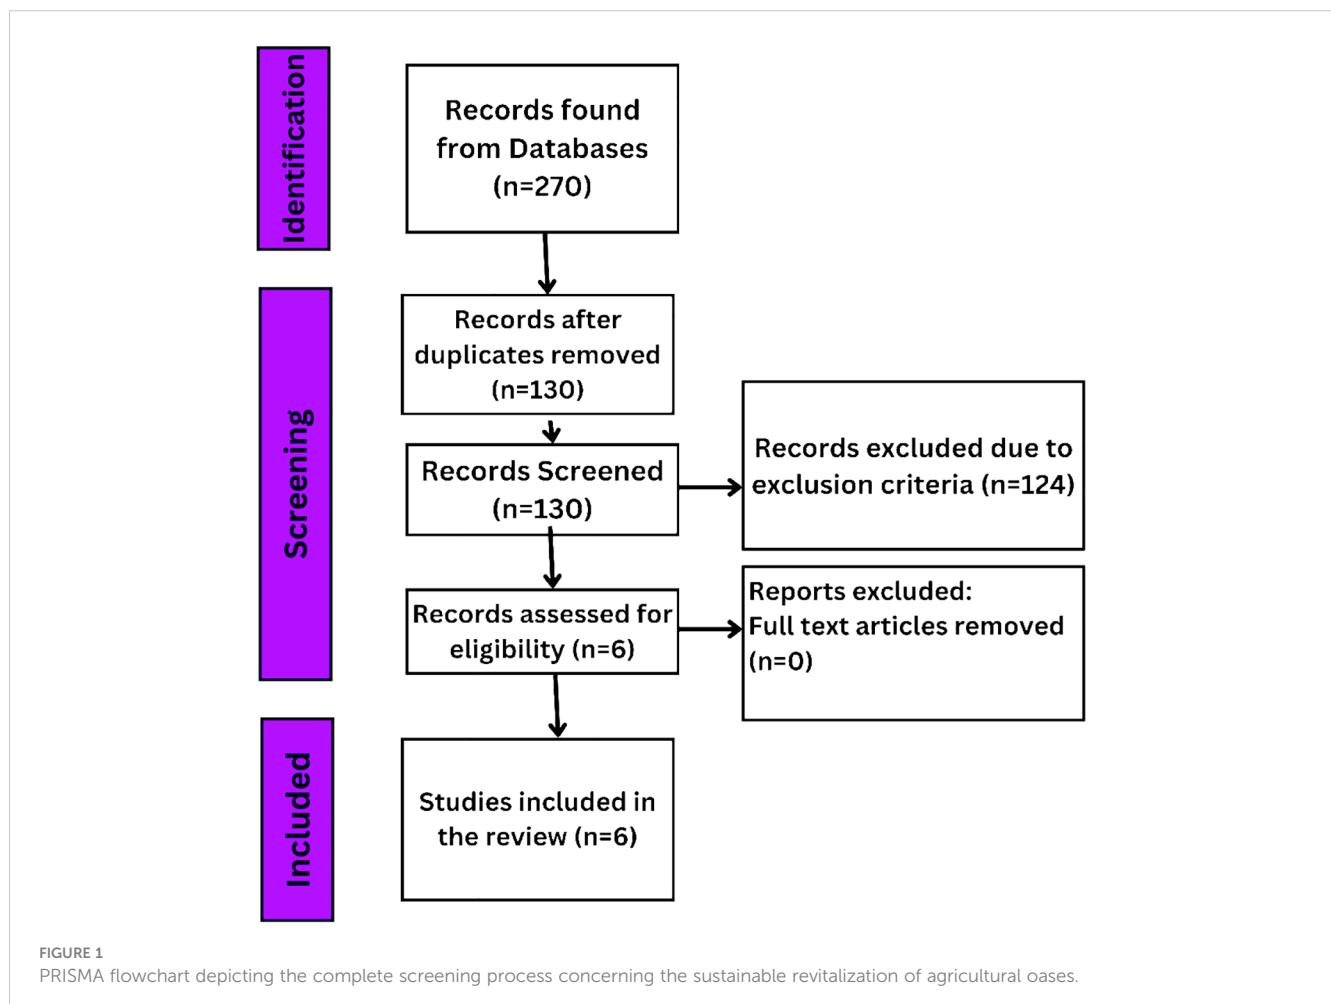 Identification
Records found
from Databases
(n=270)
Screening
Records after
duplicates removed
(n=130)
Records Screened
(n=130)
Records excluded due to
exclusion criteria (n=124)
Records assessed for
eligibility (n=6)
Reports excluded:
Full text articles removed
(n=0)
Included
Studies included in
the review (n=6)
FIGURE 1
PRISMA flowchart depicting the complete screening process concerning the sustainable revitalization of agricultural oases.